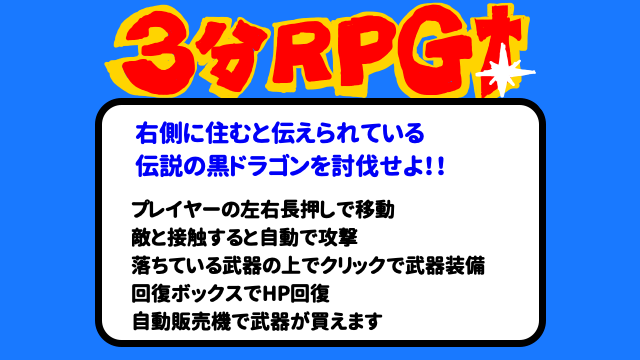 3分RPG
右側に住むと伝えられている
伝説の黒ドラゴンを討伐せよ!!
プレイヤーの左右長押しで移動
敵と接触すると自動で攻撃
落ちている武器の上でクリックで武器装備
回復ボックスでHP回復
自動販売機で武器が買えます